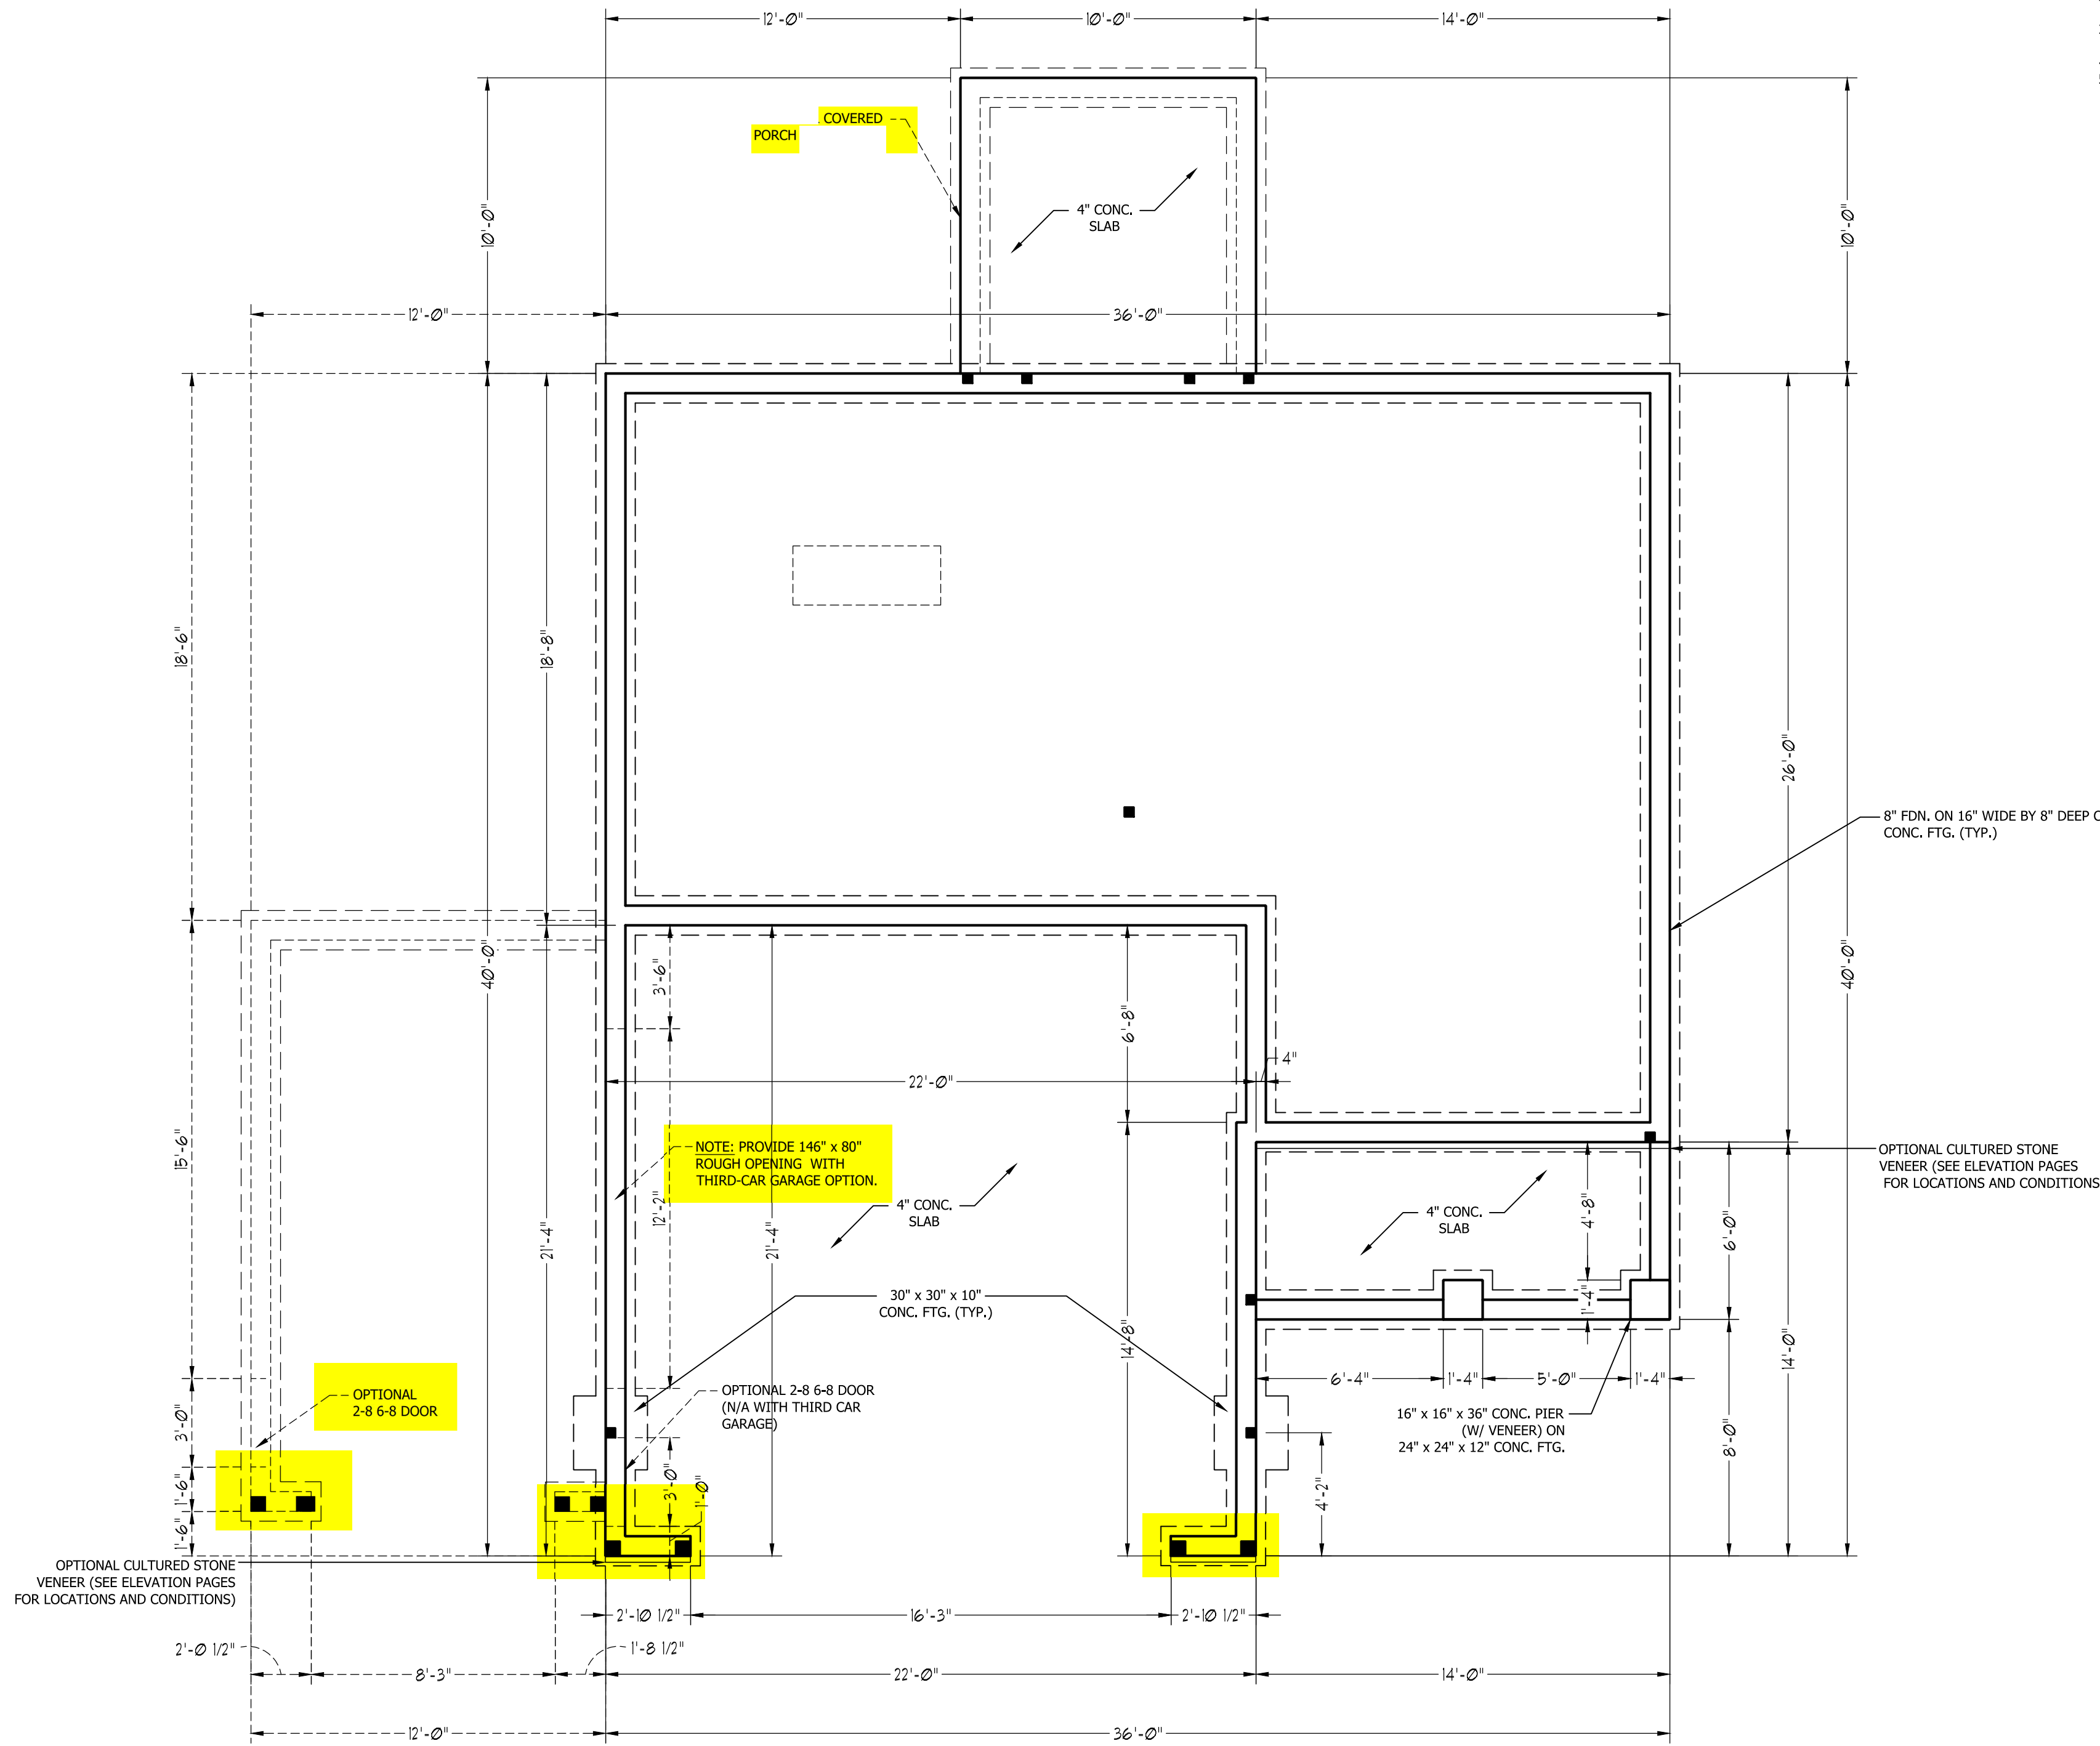 12'-0"
10'-0"
14'-0"
COVERED
PORCH
4" CONC.
SLAB
10'-0"
10'-0"
12'-0"
36'-0"
18'-6"
18'-8"
26'-0"
8" FDN. ON 16" WIDE BY 8" DEEP
CONC. FTG. (TYP.)
40'-0"
40'-0"
3'-6"
6'-8"
4"
22'-0"
15'-6"
NOTE: PROVIDE 146" x 80"
ROUGH OPENING WITH
THIRD-CAR GARAGE OPTION.
12'-2"
4" CONC.
SLAB
21'-4"
21'-4"
4" CONC.
SLAB
4'-8"
6'-0"
OPTIONAL CULTURED STONE
VENEER (SEE ELEVATION PAGES
FOR LOCATIONS AND CONDITIONS
30" x 30" x 10"
CONC. FTG. (TYP.)
1'-4"
14'-8"
14'-0"
6'-4"
1'-4"
5'-0"
1'-4"
OPTIONAL
2-8 6-8 DOOR
OPTIONAL 2-8 6-8 DOOR
(N/A WITH THIRD CAR
GARAGE)
16" x 16" x 36" CONC. PIER
(W/ VENEER) ON
24" x 24" x 12" CONC. FTG.
3'-0"
8'-0"
1'-6"
3'-0"
1'-0"
4'-2"
1'-6"
OPTIONAL CULTURED STONE
VENEER (SEE ELEVATION PAGES
FOR LOCATIONS AND CONDITIONS)
2'-10 1/2"
16'-3"
2'-10 1/2"
2'-0 1/2"
1'-8 1/2"
8'-3"
22'-0"
14'-0"
12'-0"
36'-0"